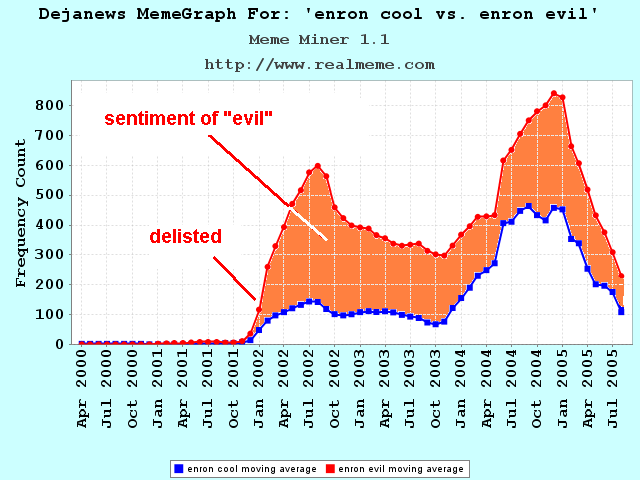 Dejanews MemeGraph For: 'enron cool vs. enron evil'
Meme Miner 1.1
http://www.realmeme.com
sentiment of "evil"
delisted
Frequency Count
800
700
600
500
400
300
200
100
0
Apr 2000
Jul 2000
Oct 2000
Jan 2001
Apr 2001
Jul 2001
Oct 2001
Jan 2002
Apr 2002
Jul 2002
Oct 2002
Jan 2003
Apr 2003
Jul 2003
Oct 2003
Jan 2004
Apr 2004
Jul 2004
Oct 2004
Jan 2005
Apr 2005
Jul 2005
enron cool moving average enron evil moving average